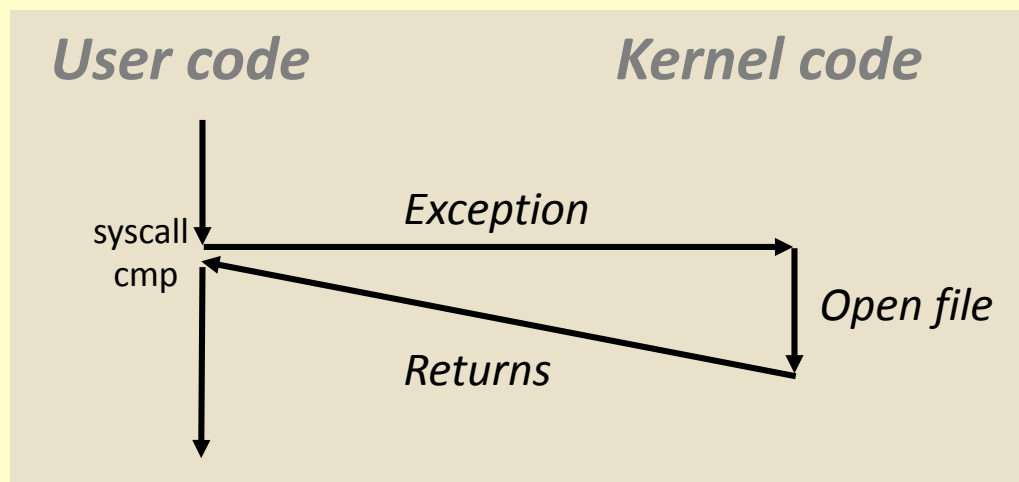 User code
Kernel code
Exception
syscall
cmp
Open file
Returns